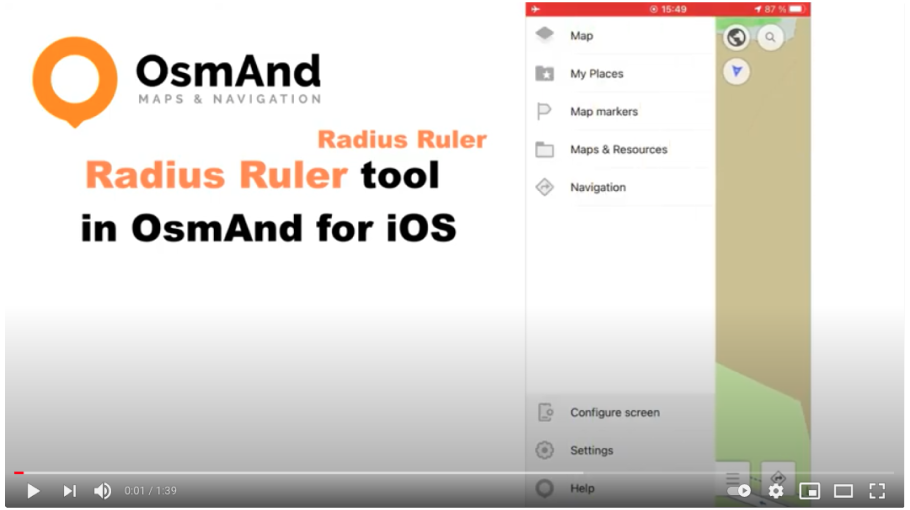 OsmAnd
MAPS & NAVIGATION
Radius Ruler
Radius Ruler tool
in OsmAnd for iOS
15:49
87 %
Map
My Places
Map markers
Maps & Resources
Navigation
Configure screen
Settings
Help
0:01 / 1:39